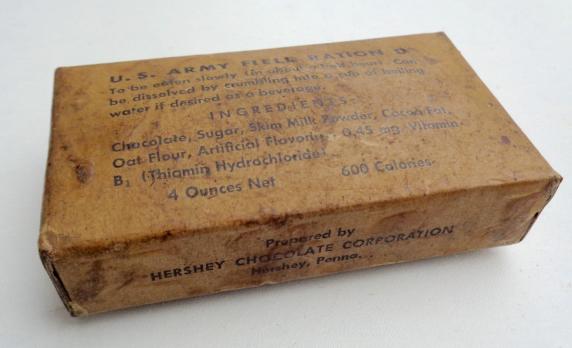 U. S. ARMY FIELD RATION D
To be eaten slowly (in about a half hour). Can
be dissolved by crumbling into a pint of boiling
water if desired as a beverage.
INGREDIENTS:
Chocolate, Sugar, Skim Milk Powder, Cocoa Fat,
Oat Flour, Artificial Flavoring, 0.45 mg. Vitamin
B₁ (Thiamin Hydrochloride)
4 Ounces Net 600 Calories
Prepared by
HERSHEY CHOCOLATE CORPORATION
Hershey, Penna.